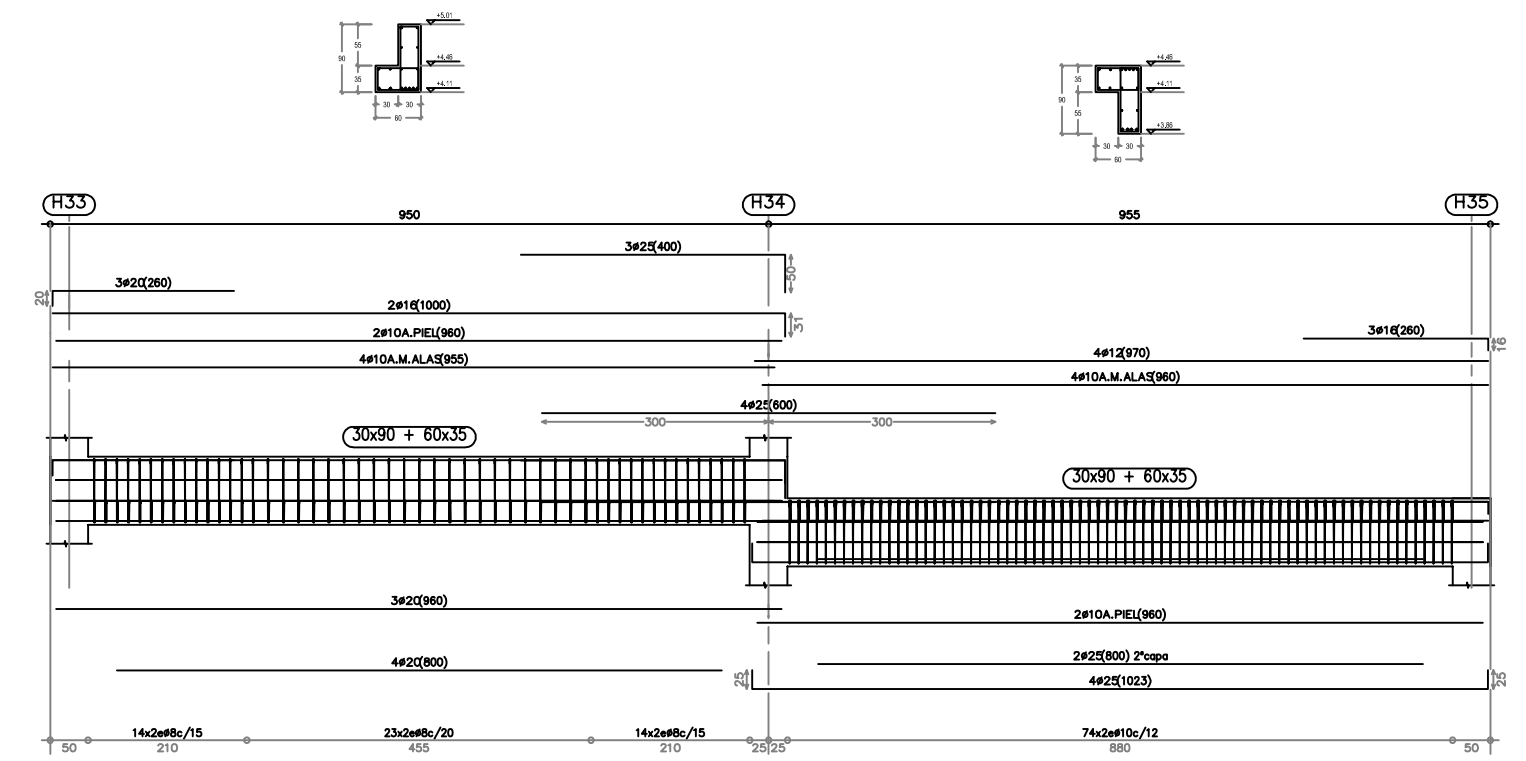 +5.01
55
90
+4.46
35
+4.11
30 30
60
+4.46
35
+4.11
90
55
+3.86
30 30
60
H33
H34
H35
950
955
3ø25(400)
50
3ø20(260)
20
2ø16(1000)
31
2ø10A.PIEL(960)
3ø16(260)
16
4ø10A.M.ALAS(955)
4ø12(970)
4ø10A.M.ALAS(960)
4ø25(600)
300 300
30x90 + 60x35
30x90 + 60x35
3ø20(960)
2ø10A.PIEL(960)
4ø20(800)
2ø25(800) 2ªcapa
25
4ø25(1023)
25
14x2eø8c/15
23x2eø8c/20
14x2eø8c/15
74x2eø10c/12
50 210 455 210 25 25 880 50